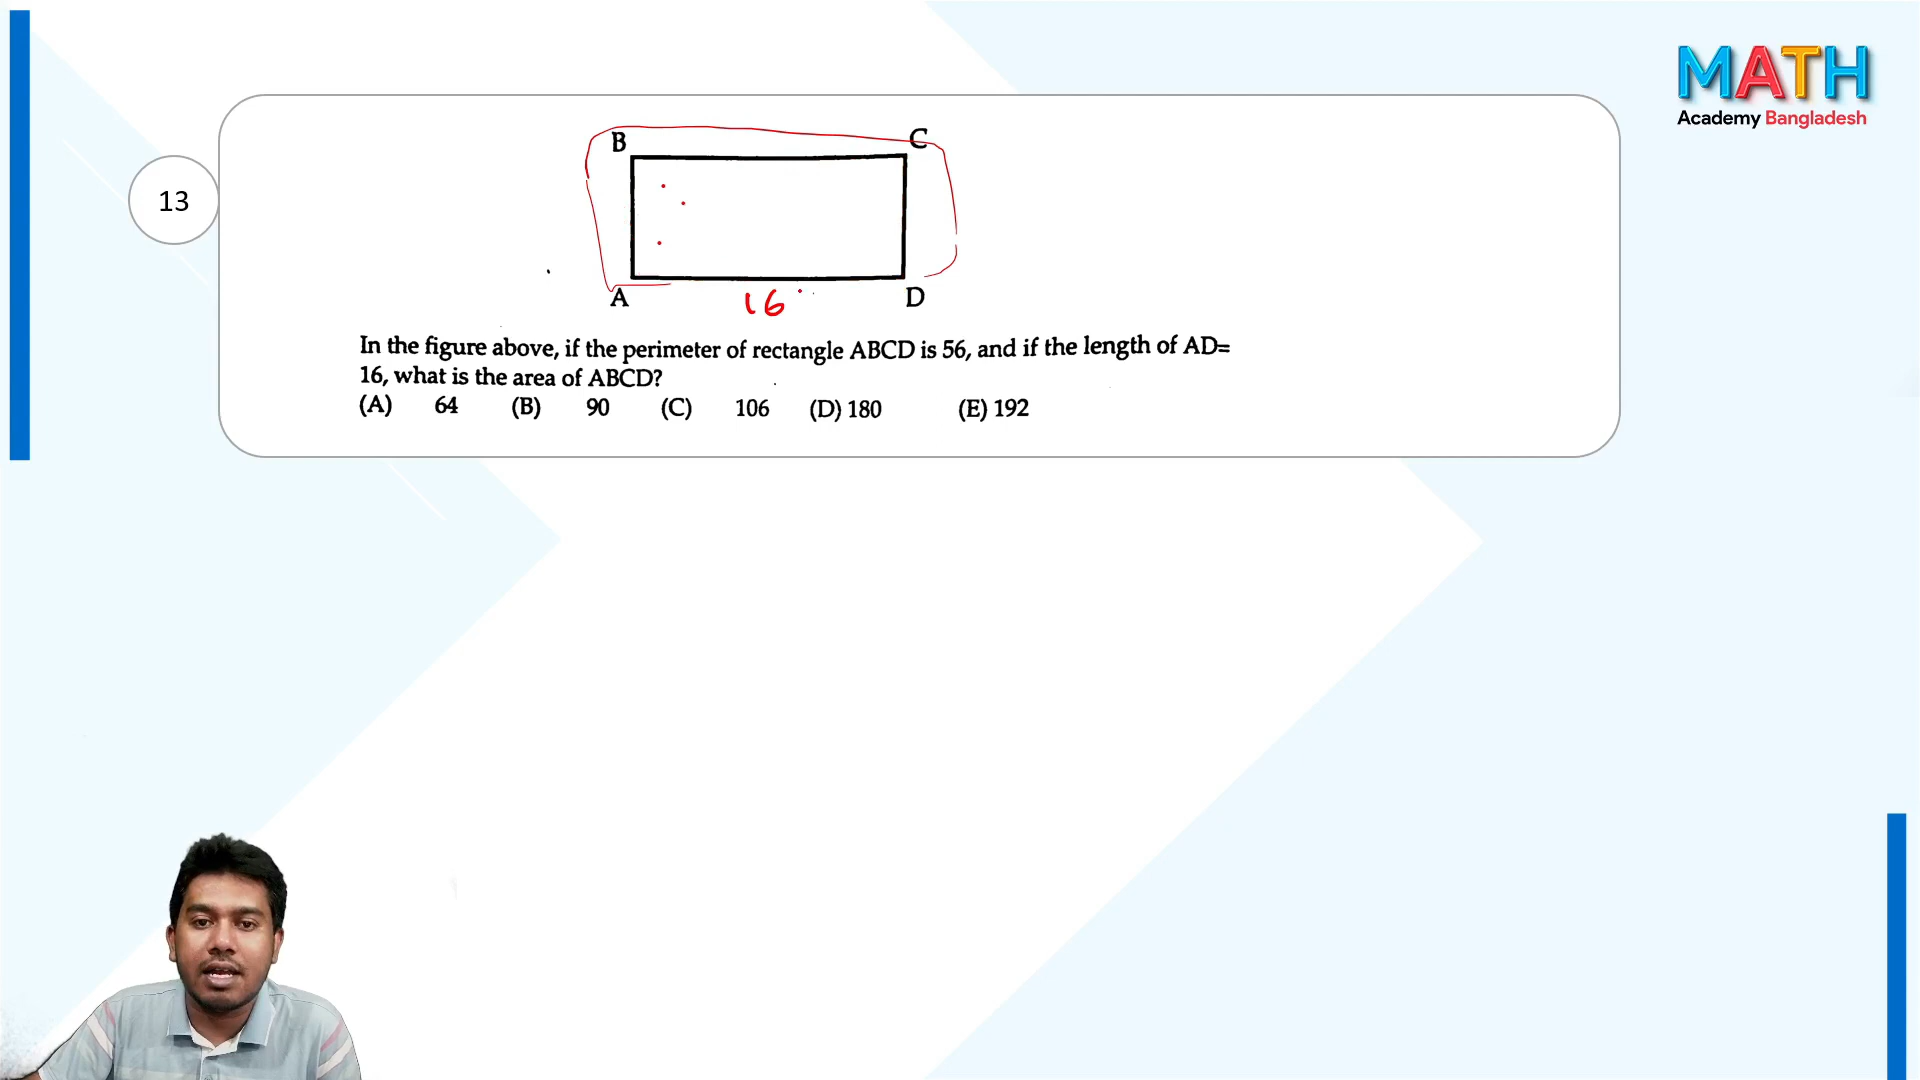 MATH
Academy Bangladesh
13
B
C
A
16
D
In the figure above, if the perimeter of rectangle ABCD is 56, and if the length of AD=
16, what is the area of ABCD?
(A) 64 (B) 90 (C) 106 (D) 180 (E) 192